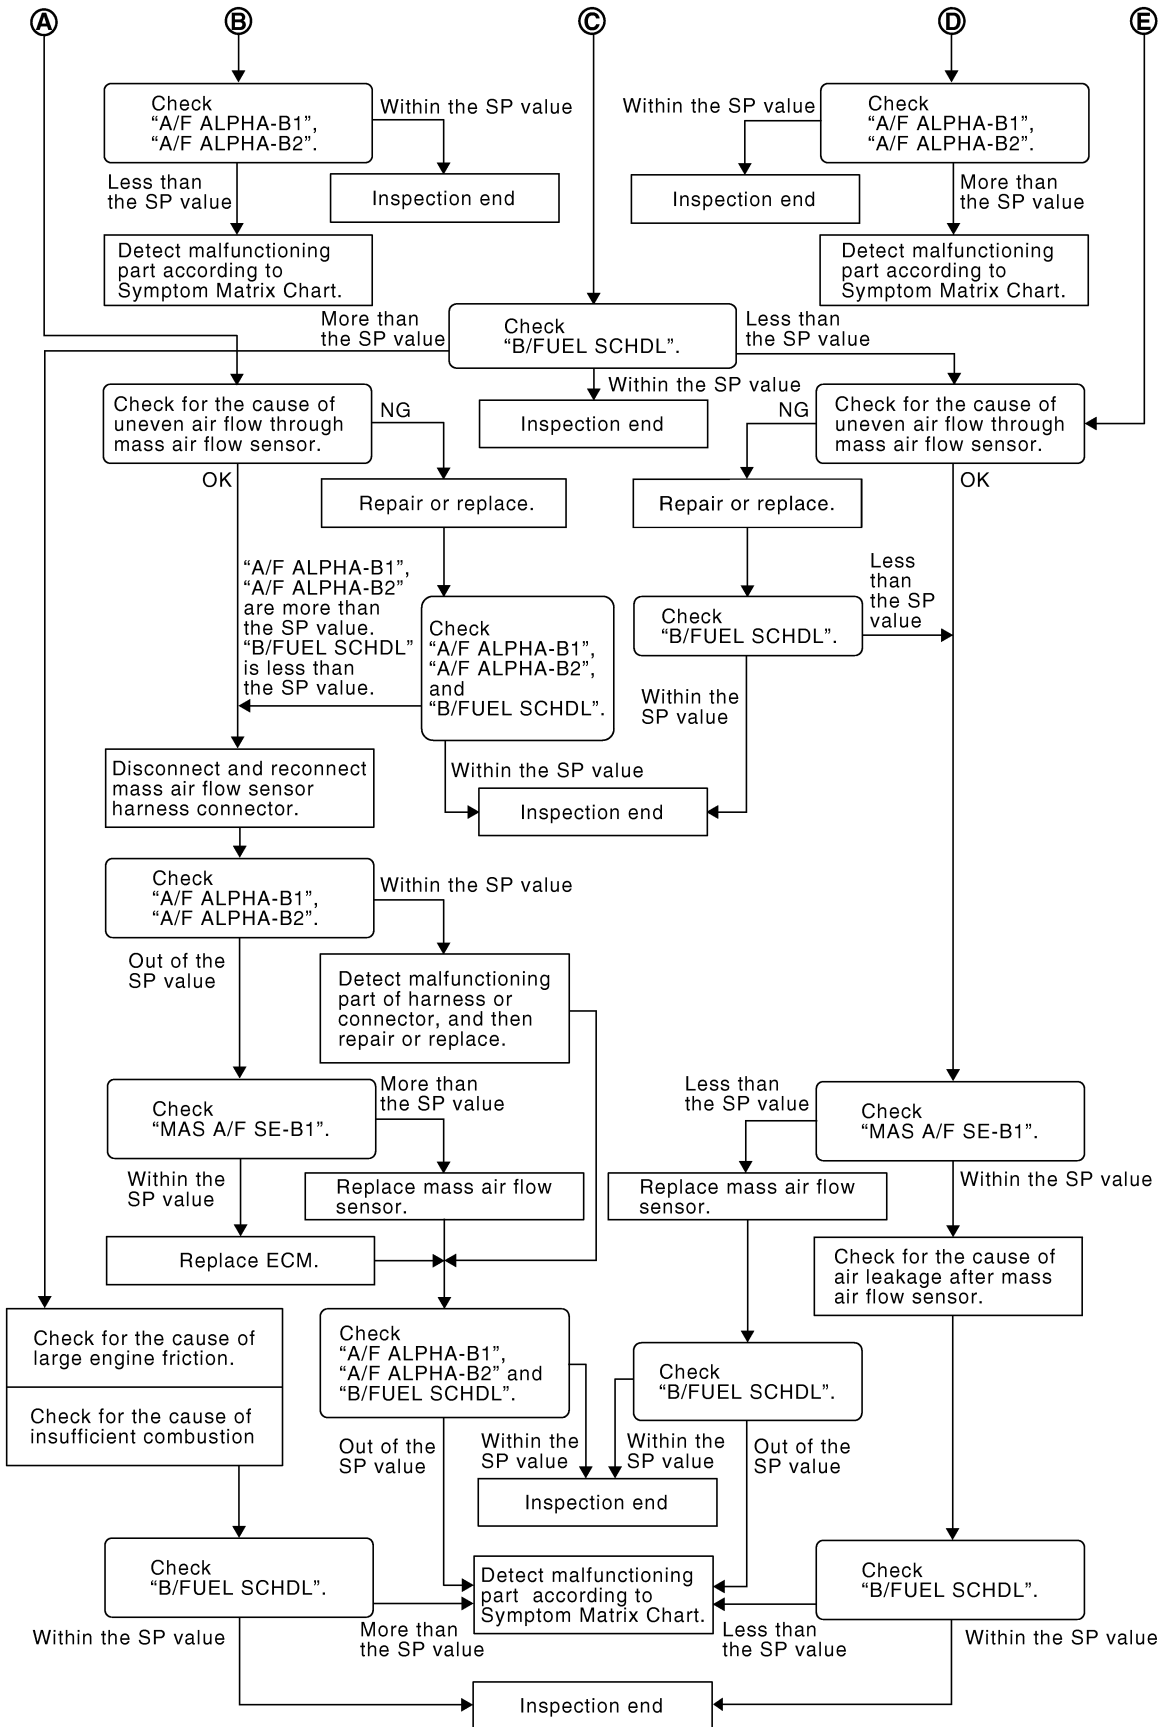 A
B
C
D
E
Check
“A/F ALPHA-B1”,
“A/F ALPHA-B2”.
Within the SP value
Less than
the SP value
Inspection end
Detect malfunctioning
part according to
Symptom Matrix Chart.
Within the SP value
Check
“A/F ALPHA-B1”,
“A/F ALPHA-B2”.
Inspection end
More than
the SP value
Detect malfunctioning
part according to
Symptom Matrix Chart.
More than
the SP value
Check
“B/FUEL SCHDL”.
Less than
the SP value
Within the SP value
Inspection end
Check for the cause of
uneven air flow through
mass air flow sensor.
NG
OK
Repair or replace.
NG
Check for the cause of
uneven air flow through
mass air flow sensor.
OK
Repair or replace.
“A/F ALPHA-B1”,
“A/F ALPHA-B2”
are more than
the SP value.
“B/FUEL SCHDL”
is less than
the SP value.
Check
“A/F ALPHA-B1”,
“A/F ALPHA-B2”,
and
“B/FUEL SCHDL”.
Check
“B/FUEL SCHDL”.
Less
than
the SP
value
Within the
SP value
Within the SP value
Inspection end
Disconnect and reconnect
mass air flow sensor
harness connector.
Check
“A/F ALPHA-B1”,
“A/F ALPHA-B2”.
Within the SP value
Out of the
SP value
Detect malfunctioning
part of harness or
connector, and then
repair or replace.
Check
“MAS A/F SE-B1”.
More than
the SP value
Within the
SP value
Replace mass air flow
sensor.
Replace ECM.
Less than
the SP value
Check
“MAS A/F SE-B1”.
Within the SP value
Replace mass air flow
sensor.
Check for the cause of
air leakage after mass
air flow sensor.
Check for the cause of
large engine friction.
Check for the cause of
insufficient combustion
Check
“A/F ALPHA-B1”,
“A/F ALPHA-B2” and
“B/FUEL SCHDL”.
Check
“B/FUEL SCHDL”.
Out of the
SP value
Within the
SP value
Within the
SP value
Out of the
SP value
Inspection end
Check
“B/FUEL SCHDL”.
Detect malfunctioning
part  according to
Symptom Matrix Chart.
Check
“B/FUEL SCHDL”.
Within the SP value
More than
the SP value
Less than
the SP value
Within the SP value
Inspection end